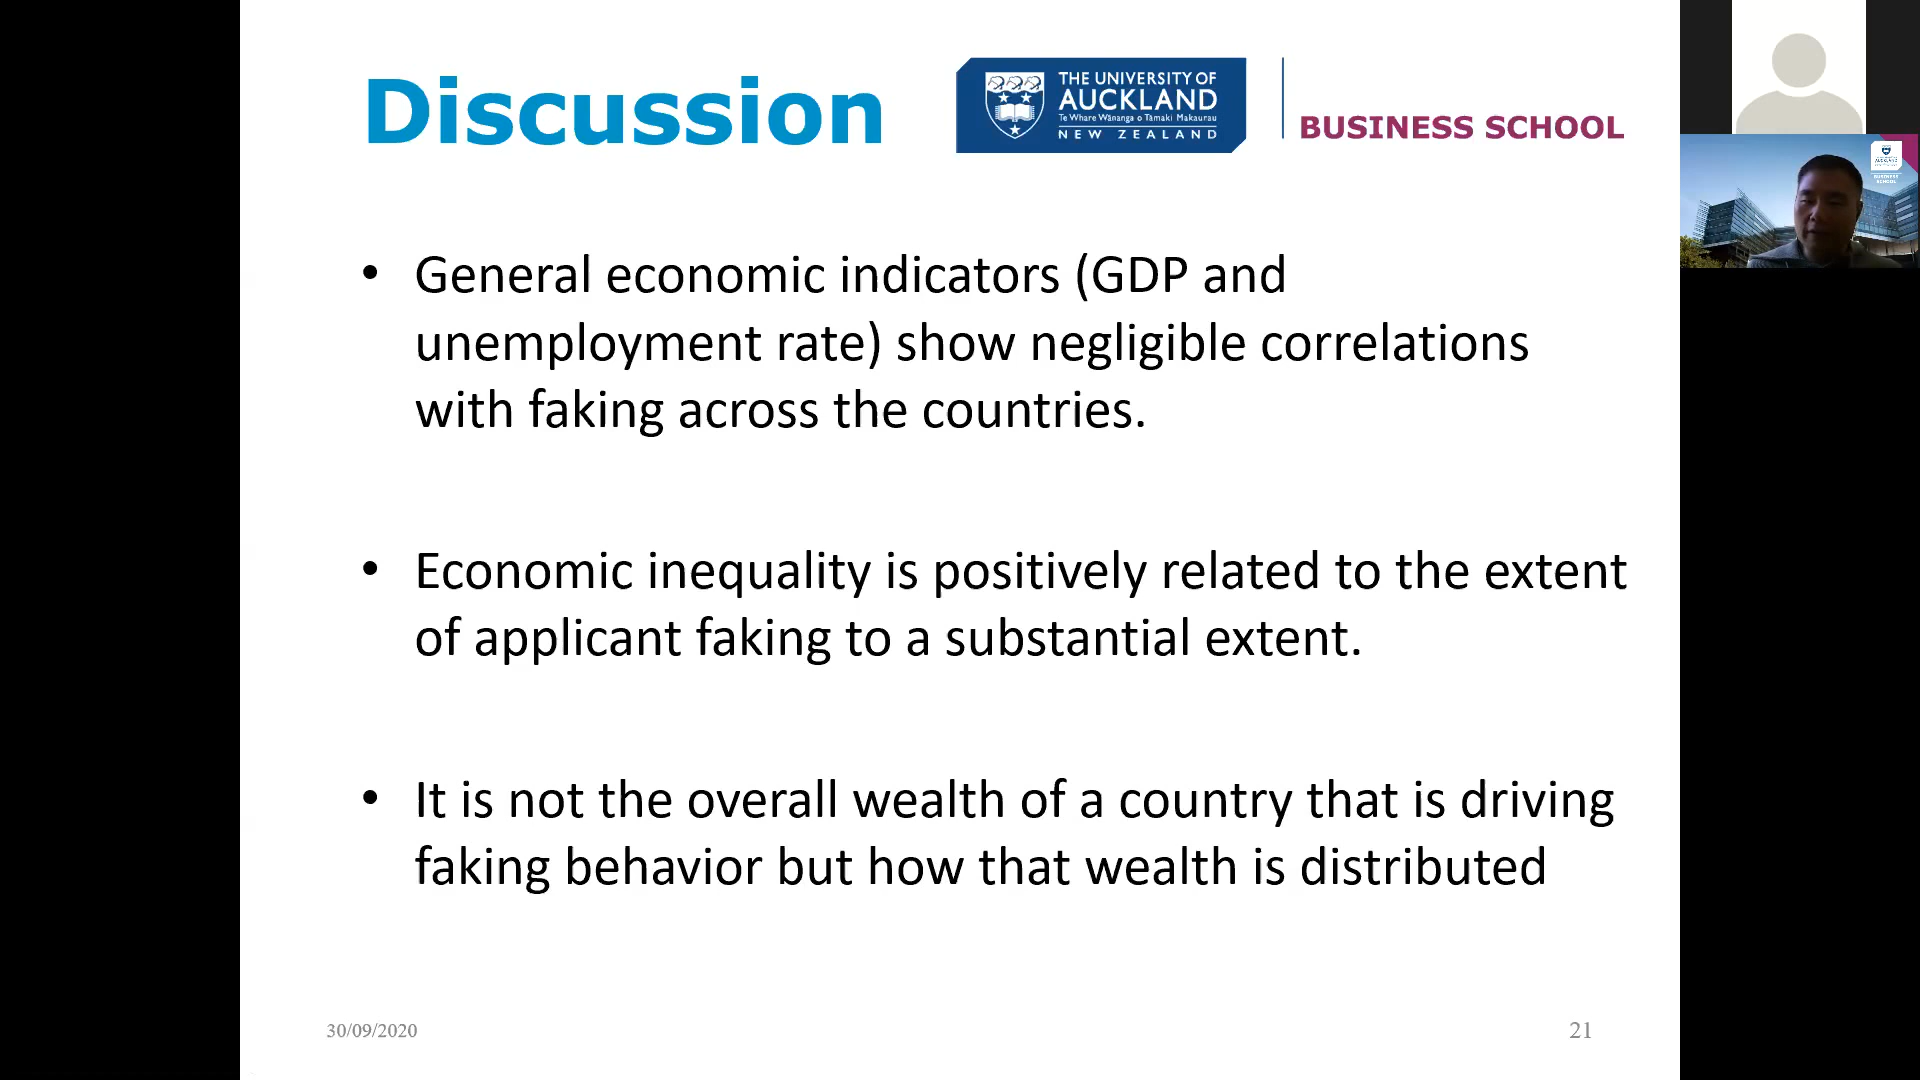 Discussion
THE UNIVERSITY OF
AUCKLAND
Te Whare Wānanga o Tāmaki Makaurau
NEW ZEALAND
BUSINESS SCHOOL
• General economic indicators (GDP and
unemployment rate) show negligible correlations
with faking across the countries.
• Economic inequality is positively related to the extent
of applicant faking to a substantial extent.
• It is not the overall wealth of a country that is driving
faking behavior but how that wealth is distributed
30/09/2020
21
AUCKLAND
BUSINESS
SCHOOL